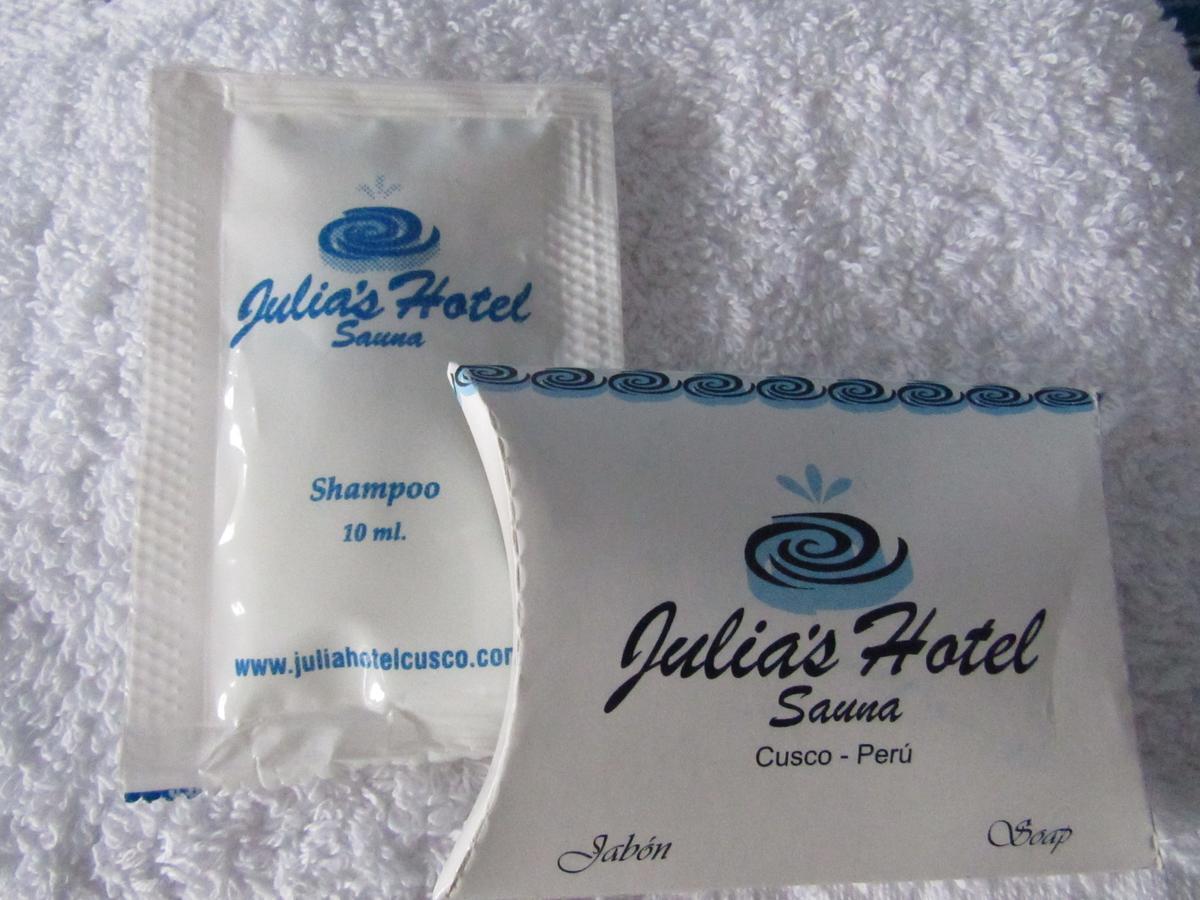 Julia's Hotel
Sauna
Shampoo
10 ml.
www.juliahotelcusco.com
Julia's Hotel
Sauna
Cusco - Perú
Jabón
Soap